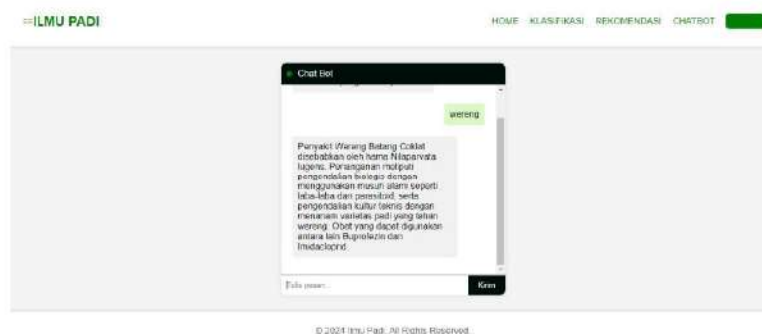 ILMU PADI
HOME KLASIFIKASI REKOMENDASI CHATBOT
Chat Bot
wereng
Penyakit Wereng Batang Coklat
disebabkan oleh hama Nilaparvata
lugens. Penanganan meliputi
pengendalian biologis dengan
menggunakan musuh alami seperti
laba-laba dan parasitoid, serta
pengendalian kultur teknis dengan
menanam varietas padi yang tahan
wereng. Obat yang dapat digunakan
antara lain Buprofezin dan
Imidacloprid
Tulis pesan...
Kirim
© 2024 Ilmu Padi. All Rights Reserved.